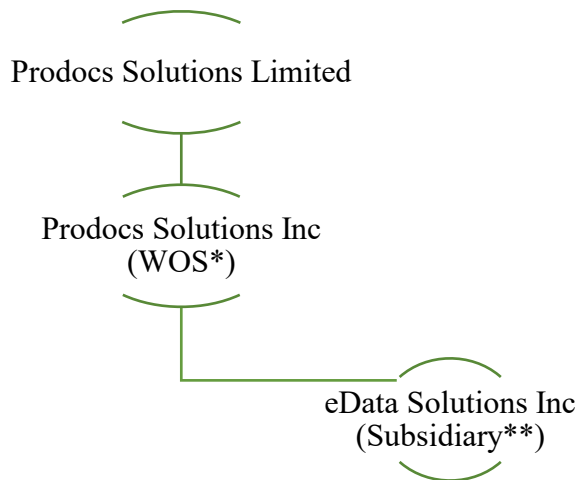 Prodocs Solutions Limited
Prodocs Solutions Inc
(WOS*)
eData Solutions Inc
(Subsidiary**)